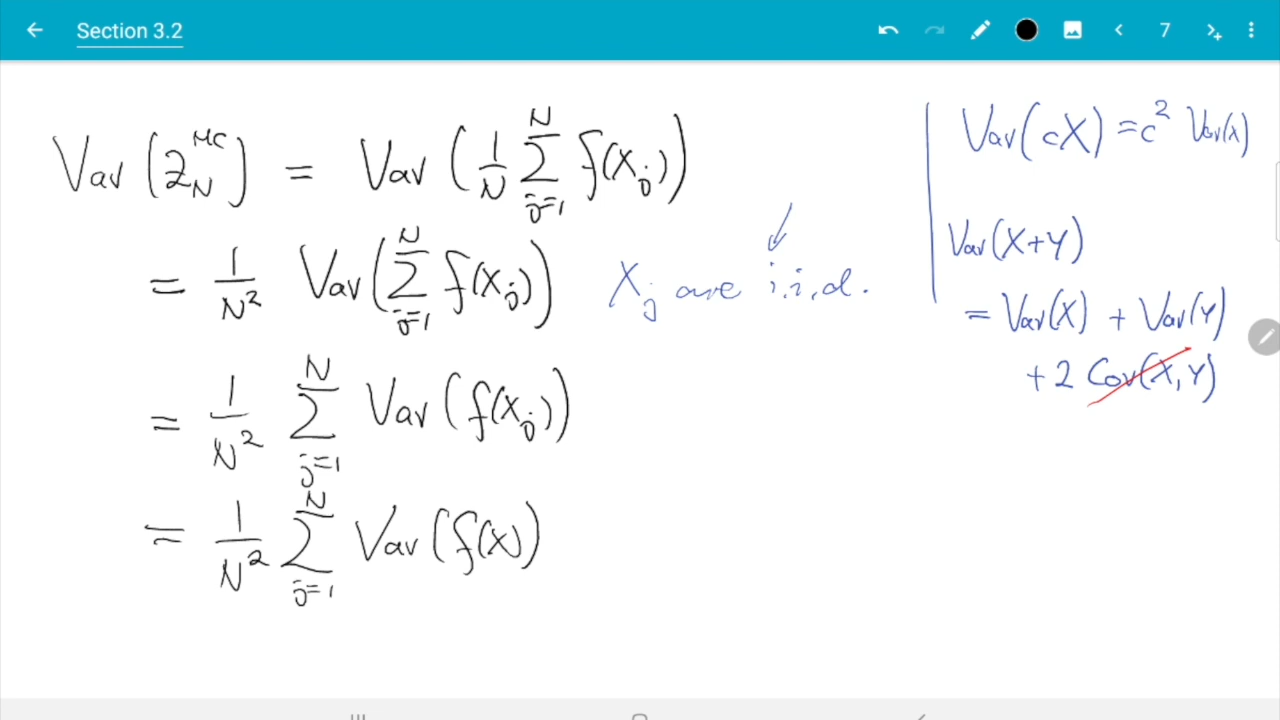 Section 3.2
7
Var (Z_N^{MC}) = Var ( 1/N ∑_{j=1}^{N} f(X_j) )
= 1/N² Var ( ∑_{j=1}^{N} f(X_j) ) X_j are i.i.d.
= 1/N² ∑_{j=1}^{N} Var ( f(X_j) )
= 1/N² ∑_{j=1}^{N} Var ( f(X) )
Var(cX) = c² Var(X)
Var(X+Y)
= Var(X) + Var(Y)
+ 2 Cov(X,Y)